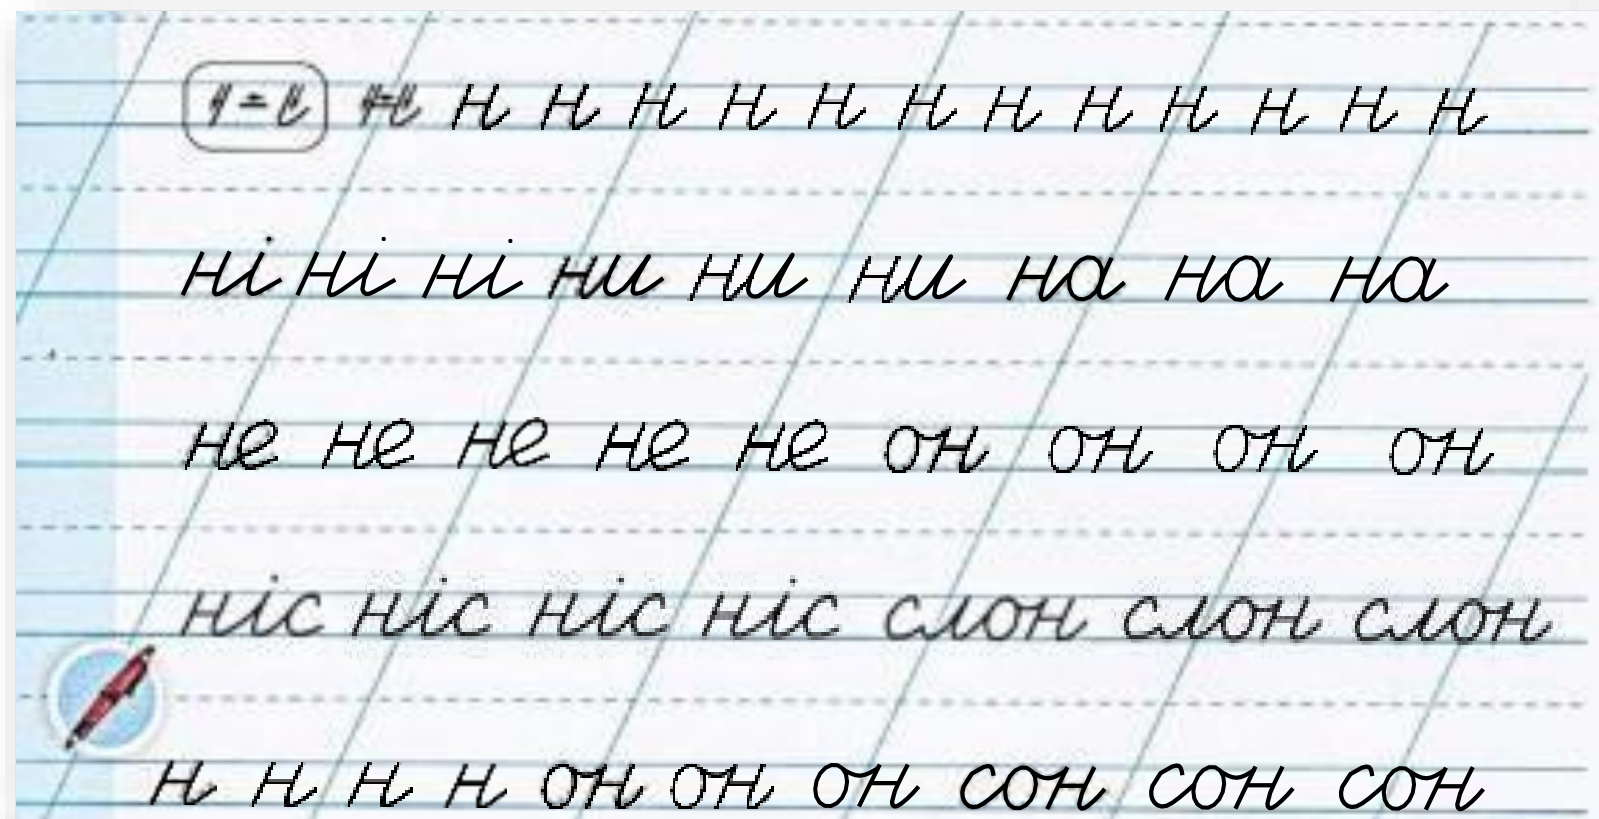 н н н н н н н н н н н н н
ні ні ні ни ни ни на на на
не не не не не он он он он
ніс ніс ніс ніс слон слон слон
н н н н он он он сон сон сон